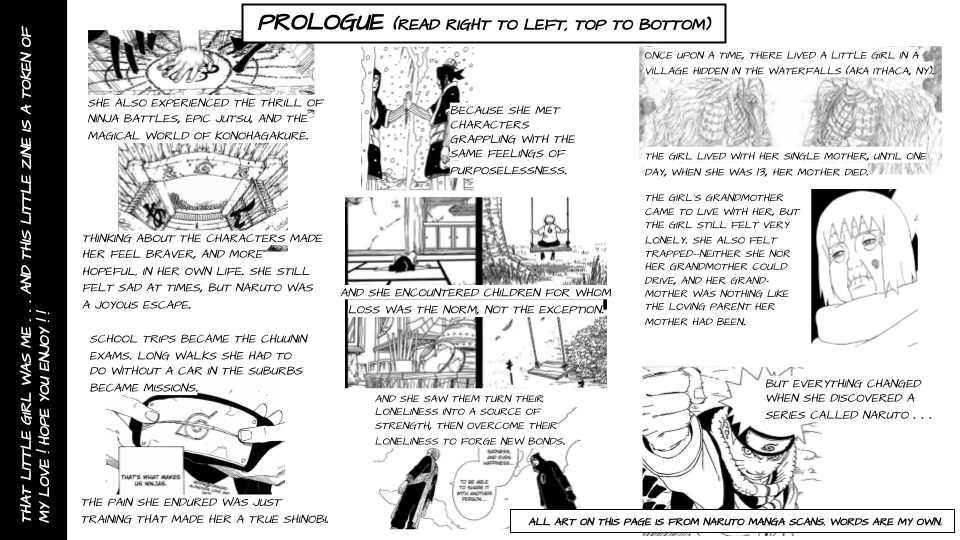 PROLOGUE (READ RIGHT TO LEFT, TOP TO BOTTOM)
ONCE UPON A TIME, THERE LIVED A LITTLE GIRL IN A
VILLAGE HIDDEN IN THE WATERFALLS (AKA ITHACA, NY).
THE GIRL LIVED WITH HER SINGLE MOTHER, UNTIL ONE
DAY, WHEN SHE WAS 13, HER MOTHER DIED.
THE GIRL'S GRANDMOTHER
CAME TO LIVE WITH HER, BUT
THE GIRL STILL FELT VERY
LONELY. SHE ALSO FELT
TRAPPED--NEITHER SHE NOR
HER GRANDMOTHER COULD
DRIVE, AND HER GRAND-
MOTHER WAS NOTHING LIKE
THE LOVING PARENT HER
MOTHER HAD BEEN.
BUT EVERYTHING CHANGED
WHEN SHE DISCOVERED A
SERIES CALLED NARUTO . . .
BECAUSE SHE MET
CHARACTERS
GRAPPLING WITH THE
SAME FEELINGS OF
PURPOSELESSNESS.
AND SHE ENCOUNTERED CHILDREN FOR WHOM
LOSS WAS THE NORM, NOT THE EXCEPTION.
AND SHE SAW THEM TURN THEIR
LONELINESS INTO A SOURCE OF
STRENGTH, THEN OVERCOME THEIR
LONELINESS TO FORGE NEW BONDS.
SADNESS,
AND EVEN
HAPPINESS...
TO BE ABLE
TO SHARE IT
WITH ANOTHER
PERSON...
SHE ALSO EXPERIENCED THE THRILL OF
NINJA BATTLES, EPIC JUTSU, AND THE
MAGICAL WORLD OF KONOHAGAKURE.
THINKING ABOUT THE CHARACTERS MADE
HER FEEL BRAVER, AND MORE
HOPEFUL, IN HER OWN LIFE. SHE STILL
FELT SAD AT TIMES, BUT NARUTO WAS
A JOYOUS ESCAPE.
SCHOOL TRIPS BECAME THE CHUUNIN
EXAMS. LONG WALKS SHE HAD TO
DO WITHOUT A CAR IN THE SUBURBS
BECAME MISSIONS.
THAT'S WHAT MAKES
US NINJAS.
THE PAIN SHE ENDURED WAS JUST
TRAINING THAT MADE HER A TRUE SHINOBI.
THAT LITTLE GIRL WAS ME . . . AND THIS LITTLE ZINE IS A TOKEN OF
MY LOVE ! HOPE YOU ENJOY ! !
ALL ART ON THIS PAGE IS FROM NARUTO MANGA SCANS. WORDS ARE MY OWN.